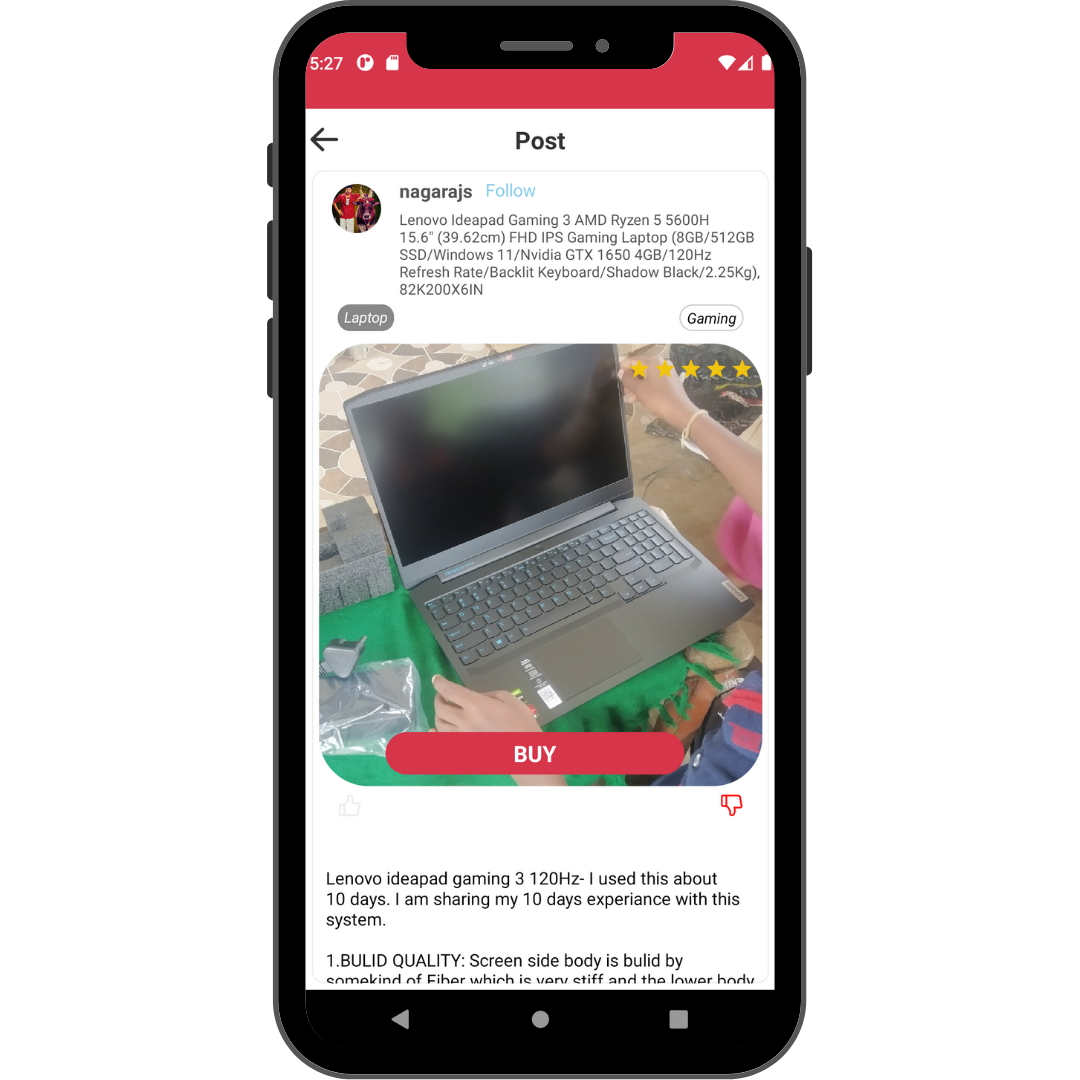 5:27
Post
nagarajs Follow
Lenovo Ideapad Gaming 3 AMD Ryzen 5 5600H
15.6" (39.62cm) FHD IPS Gaming Laptop (8GB/512GB
SSD/Windows 11/Nvidia GTX 1650 4GB/120Hz
Refresh Rate/Backlit Keyboard/Shadow Black/2.25Kg),
82K200X6IN
Laptop
Gaming
BUY
Lenovo ideapad gaming 3 120Hz- I used this about
10 days. I am sharing my 10 days experiance with this
system.
1.BULID QUALITY: Screen side body is bulid by
somekind of Fiber which is very stiff and the lower body